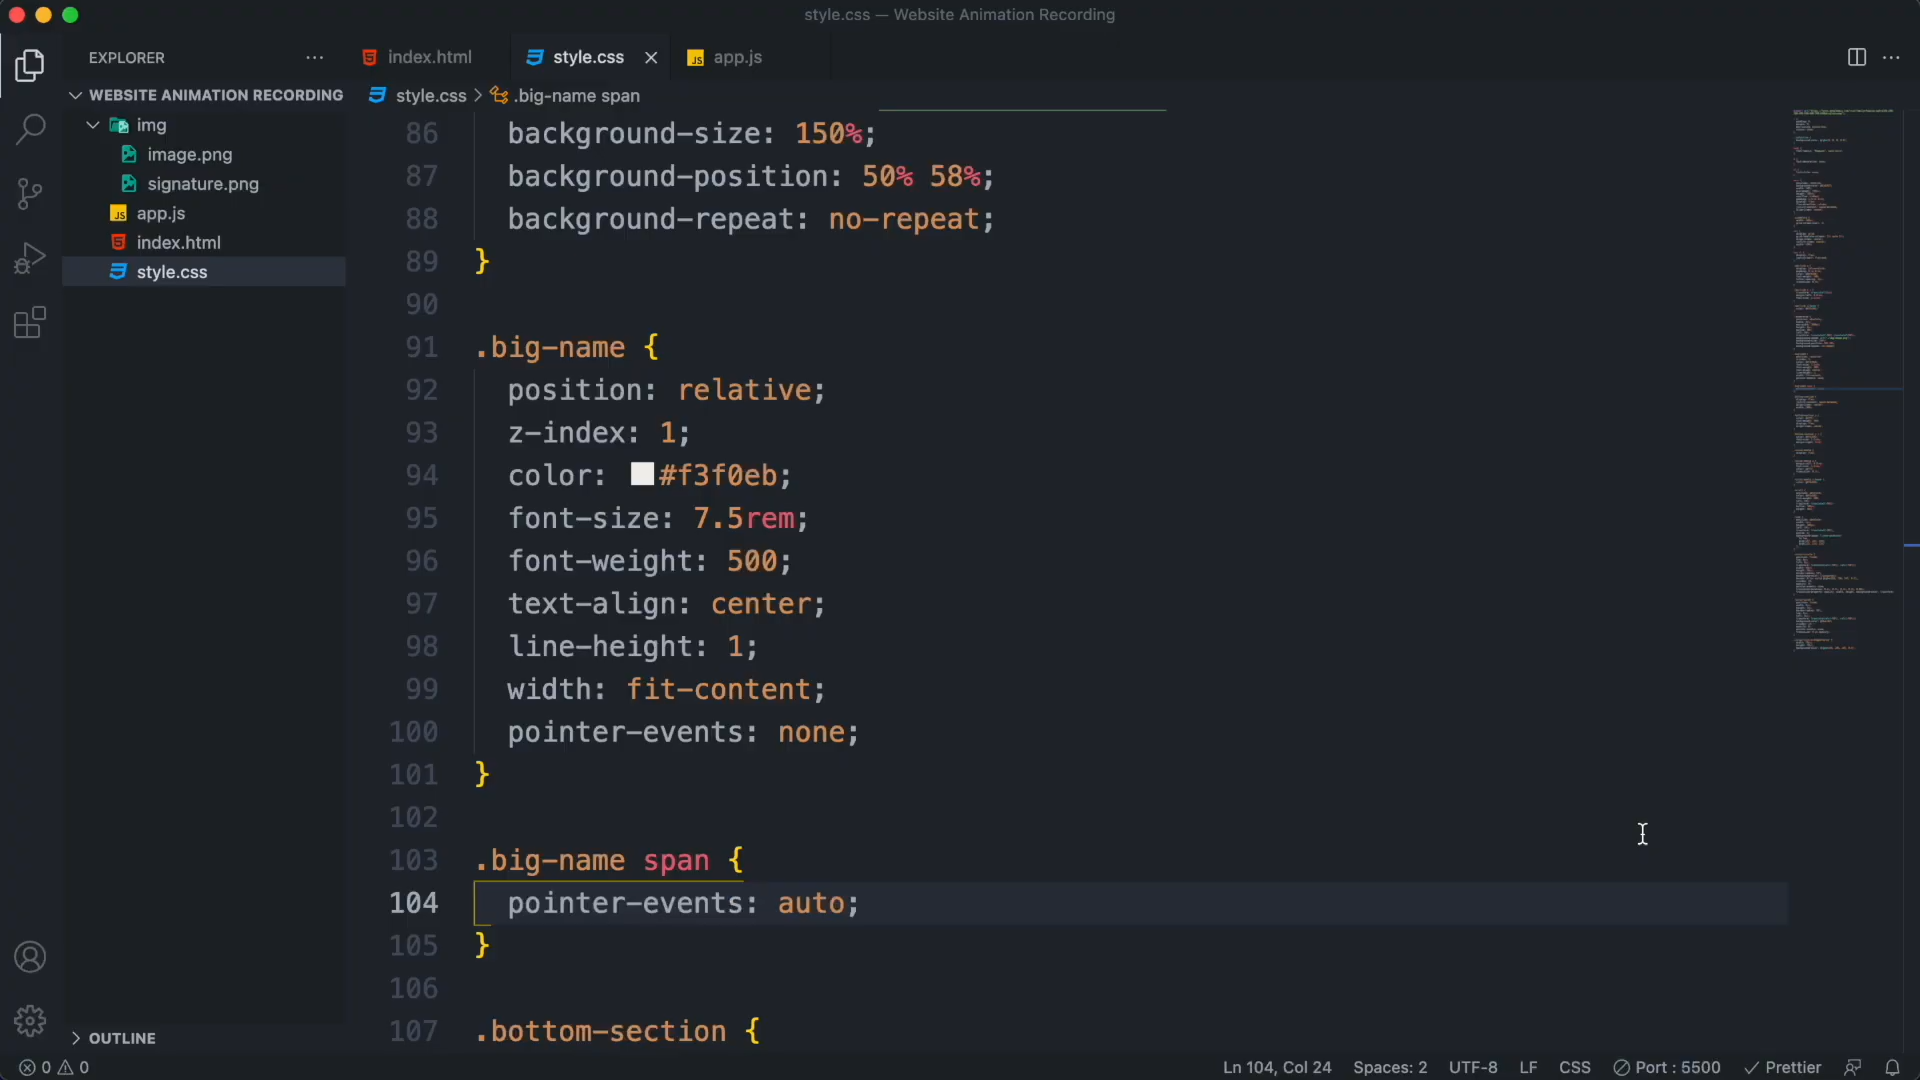 style.css — Website Animation Recording
EXPLORER
index.html
style.css
app.js
WEBSITE ANIMATION RECORDING
style.css > .big-name span
img
image.png
signature.png
app.js
index.html
style.css
86 background-size: 150%;
87 background-position: 50% 58%;
88 background-repeat: no-repeat;
89 }
90
91 .big-name {
92 position: relative;
93 z-index: 1;
94 color: #f3f0eb;
95 font-size: 7.5rem;
96 font-weight: 500;
97 text-align: center;
98 line-height: 1;
99 width: fit-content;
100 pointer-events: none;
101 }
102
103 .big-name span {
104 pointer-events: auto;
105 }
106
107 .bottom-section {
OUTLINE
0 0 Ln 104, Col 24 Spaces: 2 UTF-8 LF CSS Port : 5500 Prettier